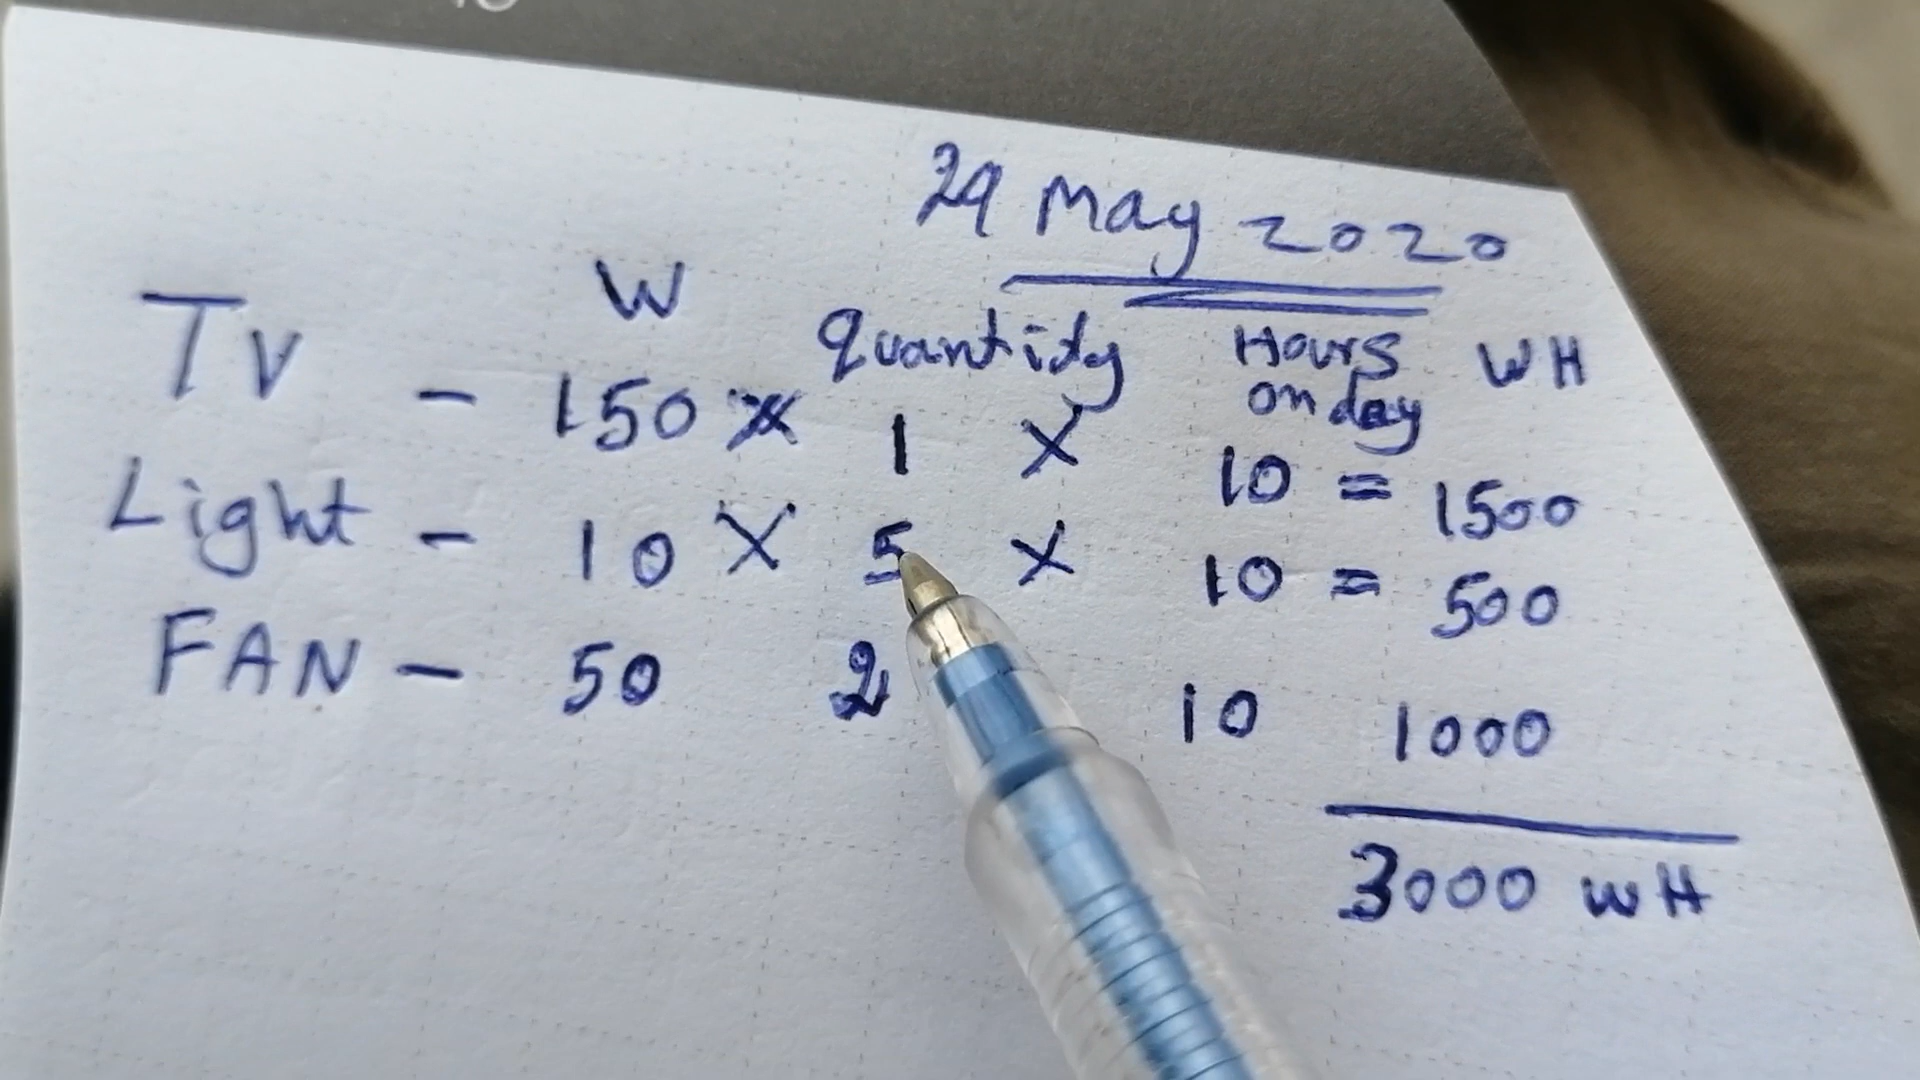 29 May 2020
W quantity Hours on day WH
TV - 150 x 1 x 10 = 1500
Light - 10 x 5 x 10 = 500
FAN - 50 2 10 1000
3000 WH